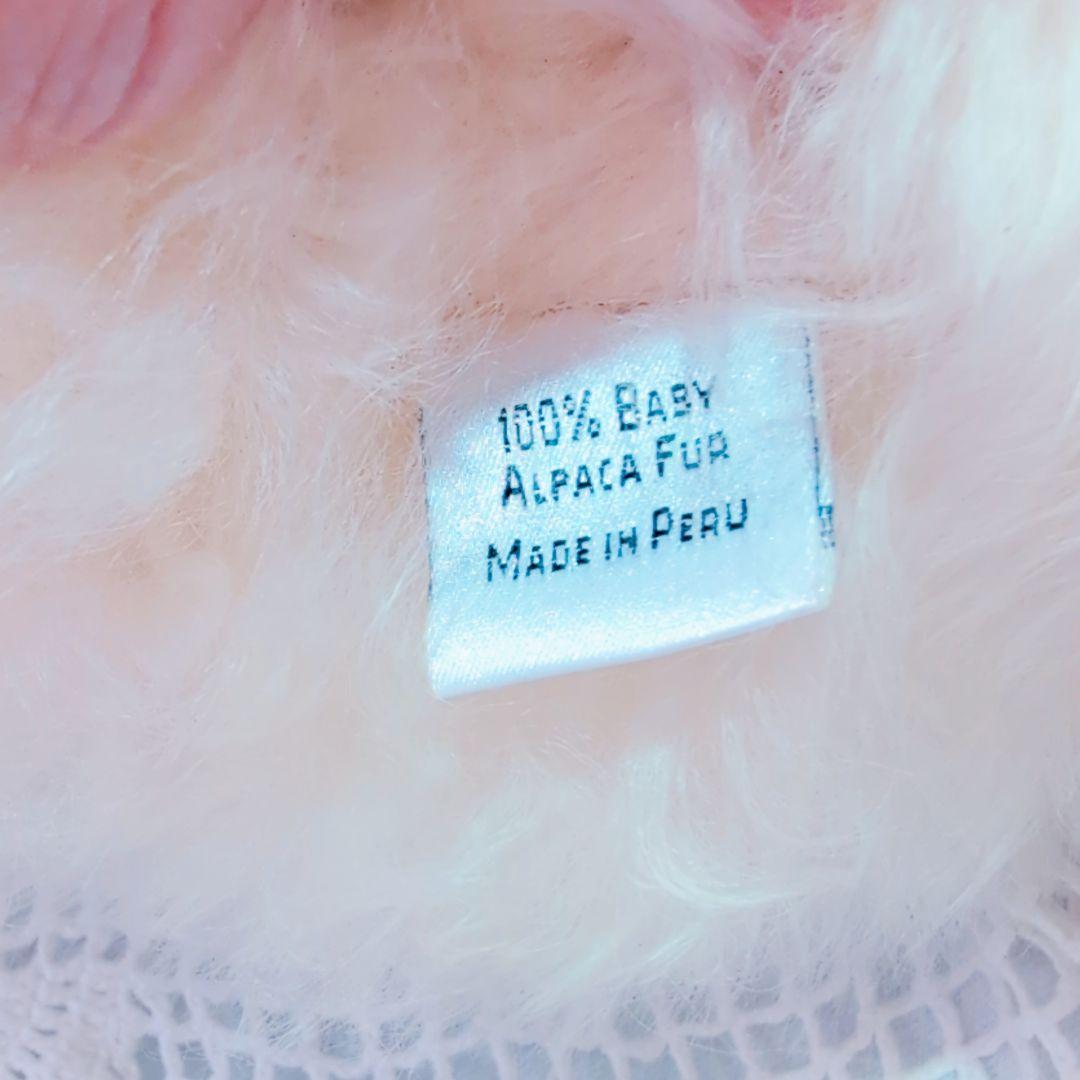 100% BABY
ALPACA FUR
MADE IN PERU